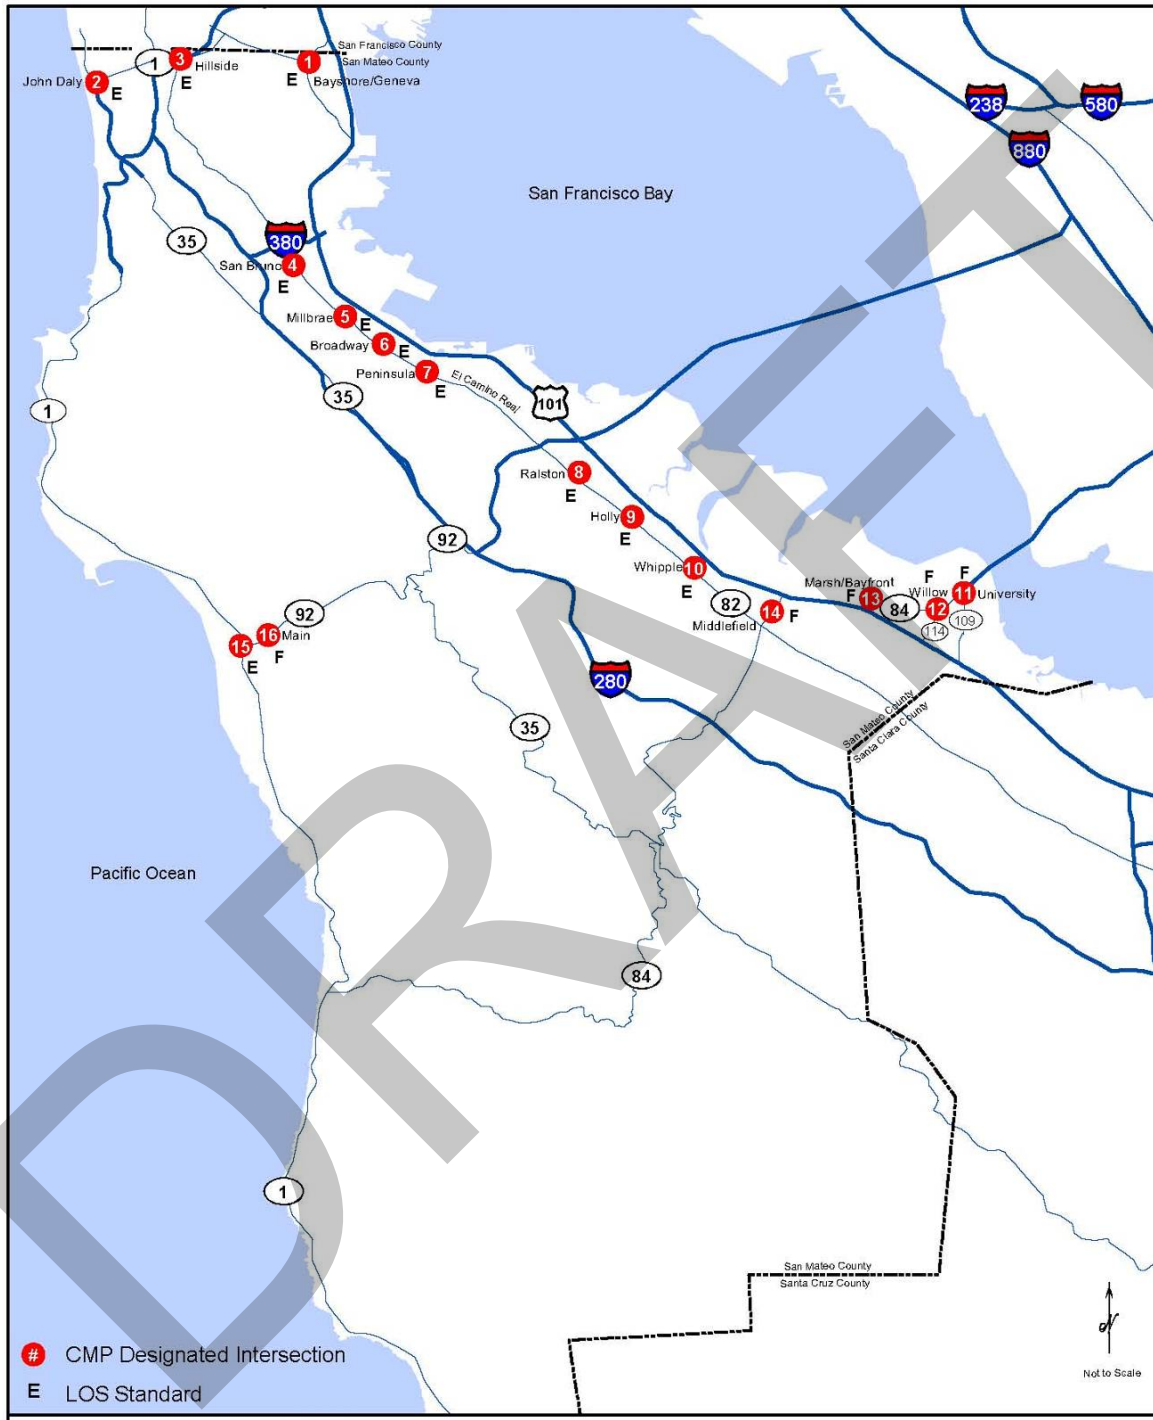 San Francisco County
San Mateo County
3
1
1
Hillside
E
E
Bayshore/Geneva
John Daly
2
E
238
580
880
San Francisco Bay
35
380
San Bruno
4
E
Millbrae
5
E
Broadway
6
E
Peninsula
7
E
El Camino Real
35
101
1
Ralston
8
E
Holly
9
E
92
Whipple
10
E
82
Middlefield
14
F
Marsh/Bayfront
F
13
84
F
Willow
12
114
F
11
University
109
92
16
Main
F
15
E
280
35
San Mateo County
Santa Clara County
Pacific Ocean
84
1
San Mateo County
Santa Cruz County
N
Not to Scale
# CMP Designated Intersection
E LOS Standard
DRAFT